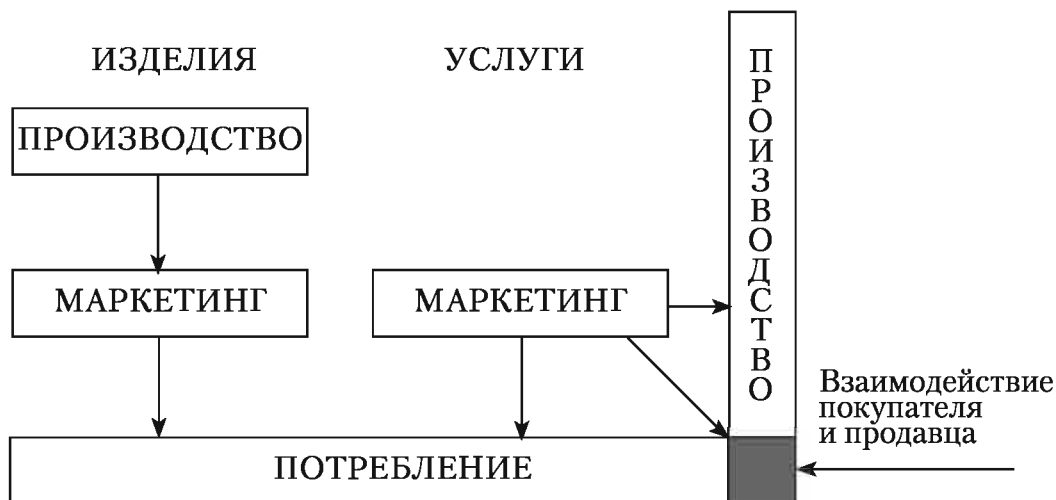 ИЗДЕЛИЯ
УСЛУГИ
ПРОИЗВОДСТВО
ПРОИЗВОДСТВО
МАРКЕТИНГ
МАРКЕТИНГ
Взаимодействие
покупателя
и продавца
ПОТРЕБЛЕНИЕ